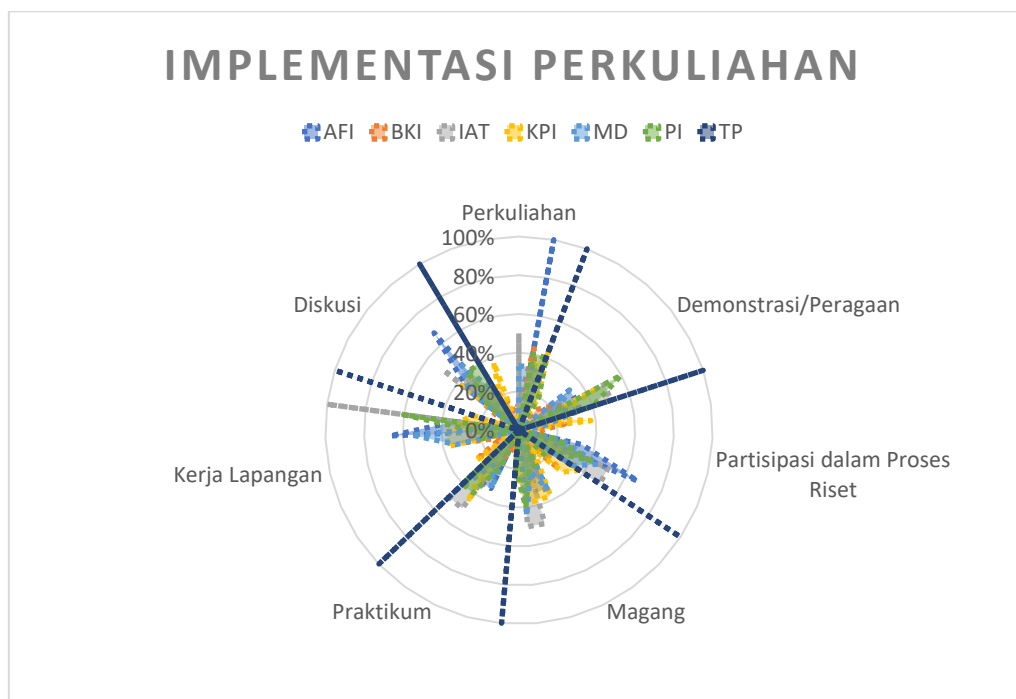 IMPLEMENTASI PERKULIAHAN
AFI BKI IAT KPI MD PI TP
Perkuliahan
100%
80%
60%
40%
20%
0%
Demonstrasi/Peragaan
Partisipasi dalam Proses
Riset
Magang
Praktikum
Kerja Lapangan
Diskusi